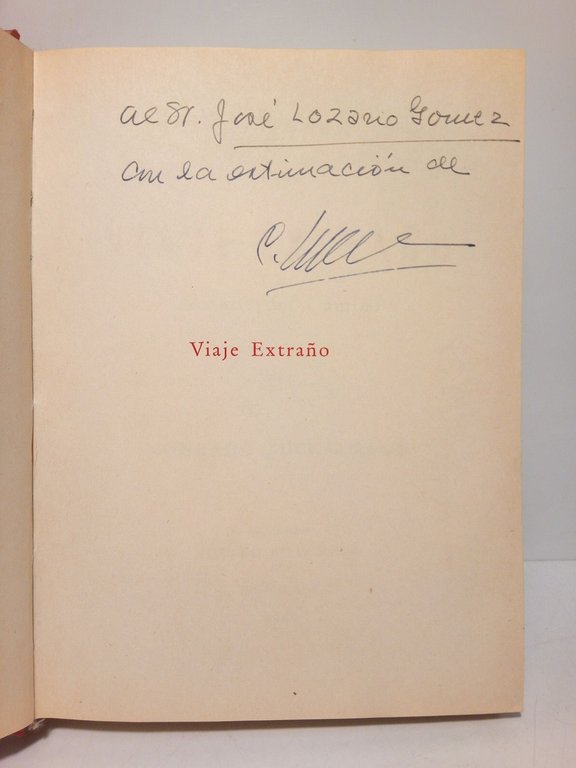 al Sr. José Lozano Gomez
con la estimación de
Viaje Extraño